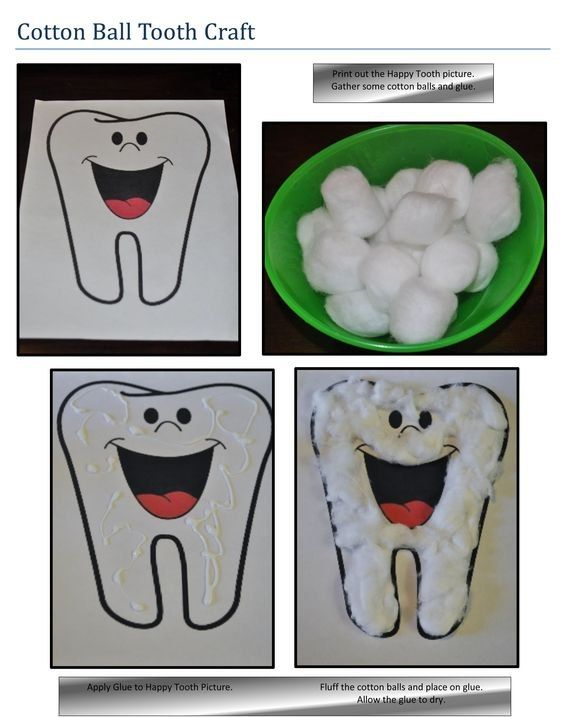 Cotton Ball Tooth Craft
Print out the Happy Tooth picture.
Gather some cotton balls and glue.
Apply Glue to Happy Tooth Picture.
Fluff the cotton balls and place on glue.
Allow the glue to dry.